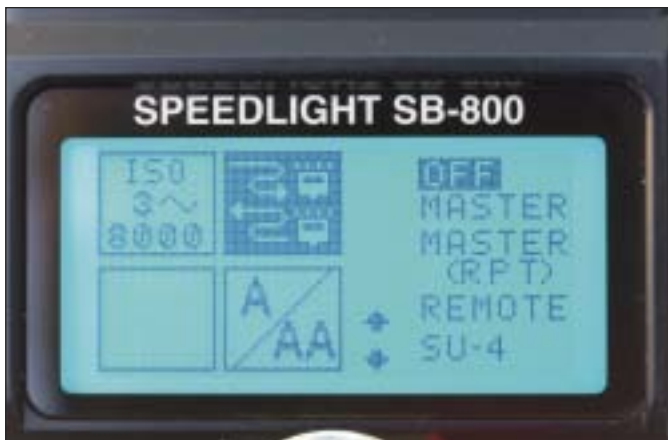 SPEEDLIGHT SB-800
ISO
3~
8000
A/AA
OFF
MASTER
MASTER
(RPT)
REMOTE
SU-4